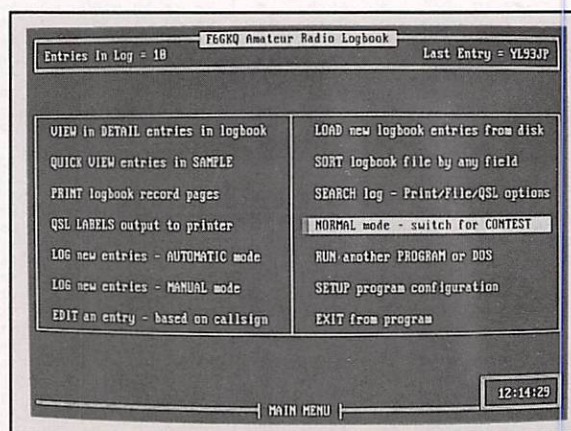 F6GKQ Amateur Radio Logbook
Entries In Log = 10
Last Entry = YL93JP
VIEW in DETAIL entries in logbook
QUICK VIEW entries in SAMPLE
PRINT logbook record pages
QSL LABELS output to printer
LOG new entries - AUTOMATIC mode
LOG new entries - MANUAL mode
EDIT an entry - based on callsign
LOAD new logbook entries from disk
SORT logbook file by any field
SEARCH log - Print/File/QSL options
NORMAL mode - switch for CONTEST
RUN another PROGRAM or DOS
SETUP program configuration
EXIT from program
12:14:29
MAIN MENU